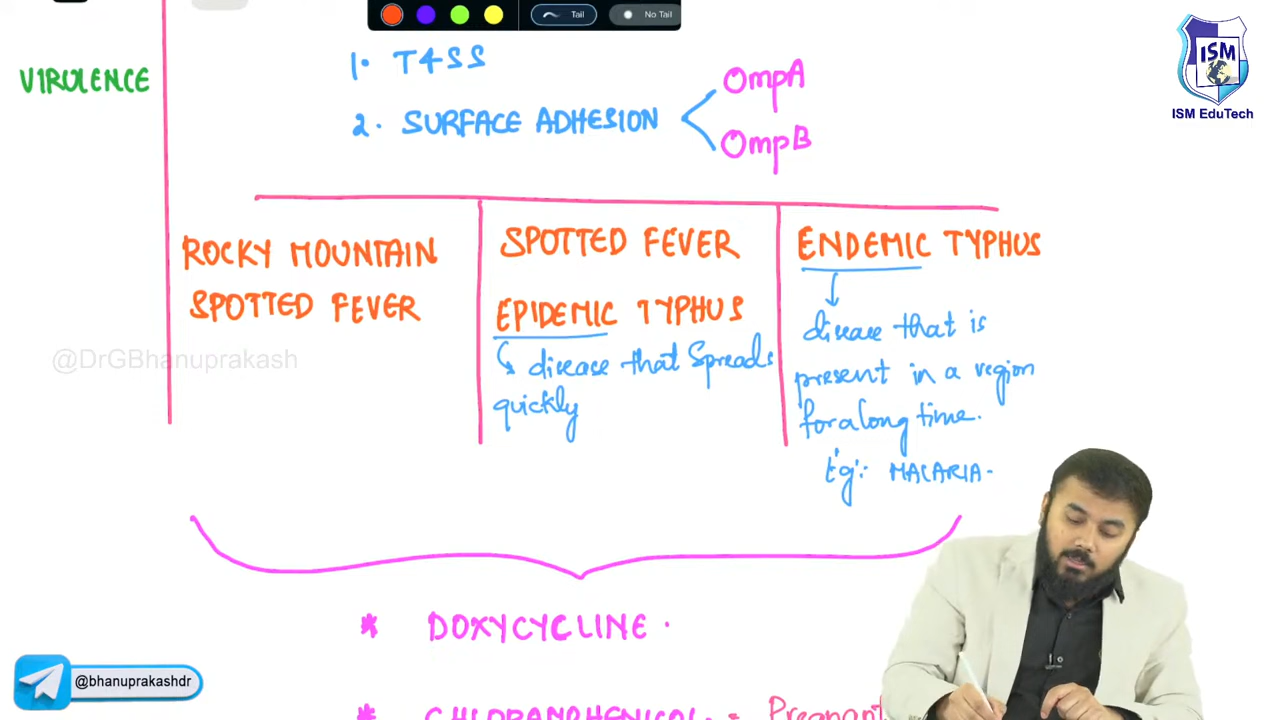 Tail
No Tail
ISM
ISM EduTech
VIRULENCE
1. T4SS
2. SURFACE ADHESION
OmpA
OmpB
ROCKY MOUNTAIN
SPOTTED FEVER
SPOTTED FEVER
EPIDEMIC TYPHUS
disease that spreads
quickly
ENDEMIC TYPHUS
disease that is
present in a region
for a long time.
Eg:- MALARIA-
@DrGBhanuprakash
* DOXYCYCLINE .
* CHLORAMPHENICOL. = Pregnant
@bhanuprakashdr